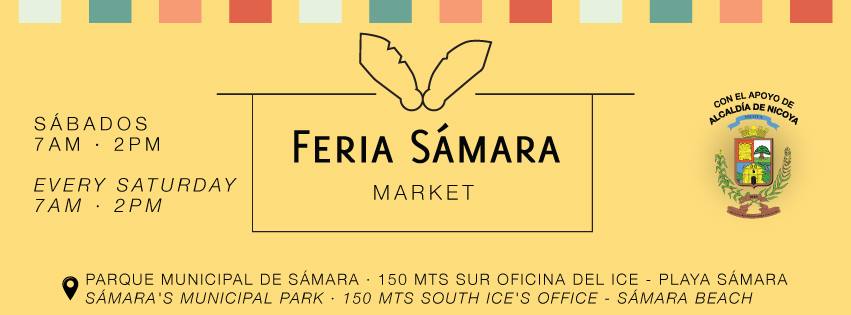 SÁBADOS
7AM · 2PM
EVERY SATURDAY
7AM · 2PM
FERIA SÁMARA
MARKET
CON EL APOYO DE
ALCALDÍA DE NICOYA
PARQUE MUNICIPAL DE SÁMARA · 150 MTS SUR OFICINA DEL ICE - PLAYA SÁMARA
SÁMARA'S MUNICIPAL PARK · 150 MTS SOUTH ICE'S OFFICE - SÁMARA BEACH